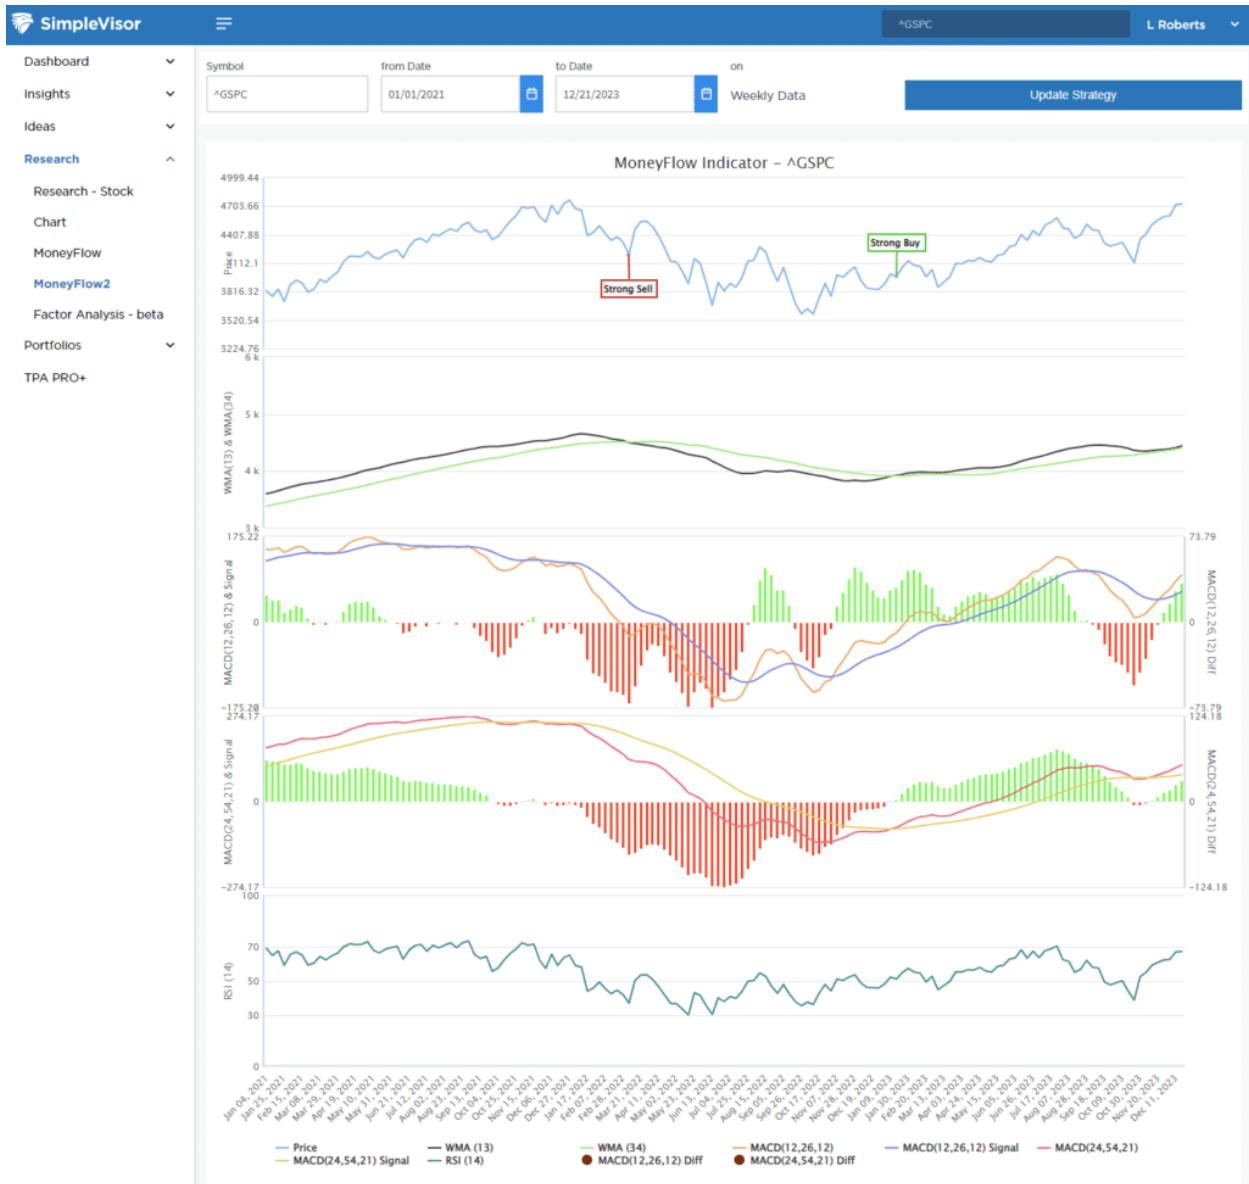 SimpleVisor
^GSPC
L Roberts
Dashboard
Insights
Ideas
Research
Research - Stock
Chart
MoneyFlow
MoneyFlow2
Factor Analysis - beta
Portfolios
TPA PRO+
Symbol
from Date
to Date
on
^GSPC
01/01/2021
12/21/2023
Weekly Data
Update Strategy
MoneyFlow Indicator - ^GSPC
4999.44
4703.66
4407.88
4112.1
3816.32
3520.54
3224.76
Price
Strong Sell
Strong Buy
6 k
5 k
4 k
3 k
WMA(13) & WMA(34)
175.22
0
-175.20
MACD(12,26,12) & Signal
73.79
0
-73.79
MACD(12,26,12) Diff
274.17
0
-274.17
MACD(24,54,21) & Signal
124.18
0
-124.18
MACD(24,54,21) Diff
100
70
50
30
0
RSI (14)
Jan 04, 2021
Jan 25, 2021
Feb 15, 2021
Mar 08, 2021
Mar 29, 2021
Apr 19, 2021
May 10, 2021
May 31, 2021
Jun 21, 2021
Jul 12, 2021
Aug 02, 2021
Aug 23, 2021
Sep 13, 2021
Oct 04, 2021
Oct 25, 2021
Nov 15, 2021
Dec 06, 2021
Dec 27, 2021
Jan 17, 2022
Feb 07, 2022
Feb 28, 2022
Mar 21, 2022
Apr 11, 2022
May 02, 2022
May 23, 2022
Jun 13, 2022
Jul 04, 2022
Jul 25, 2022
Aug 15, 2022
Sep 05, 2022
Sep 26, 2022
Oct 17, 2022
Nov 07, 2022
Nov 28, 2022
Dec 19, 2022
Jan 09, 2023
Jan 30, 2023
Feb 20, 2023
Mar 13, 2023
Apr 03, 2023
Apr 24, 2023
May 15, 2023
Jun 05, 2023
Jun 26, 2023
Jul 17, 2023
Aug 07, 2023
Aug 28, 2023
Sep 18, 2023
Oct 09, 2023
Oct 30, 2023
Nov 20, 2023
Dec 11, 2023
Price
WMA (13)
WMA (34)
MACD(12,26,12)
MACD(12,26,12) Signal
MACD(24,54,21)
MACD(24,54,21) Signal
RSI (14)
MACD(12,26,12) Diff
MACD(24,54,21) Diff